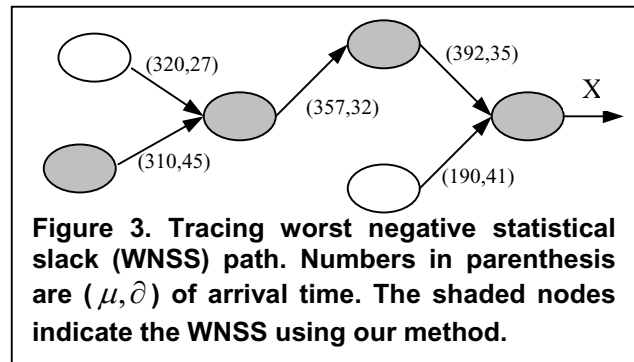 (320,27)
(392,35)
X
(357,32)
(310,45)
(190,41)
Figure 3. Tracing worst negative statistical
slack (WNSS) path. Numbers in parenthesis
are (μ,∂) of arrival time. The shaded nodes
indicate the WNSS using our method.